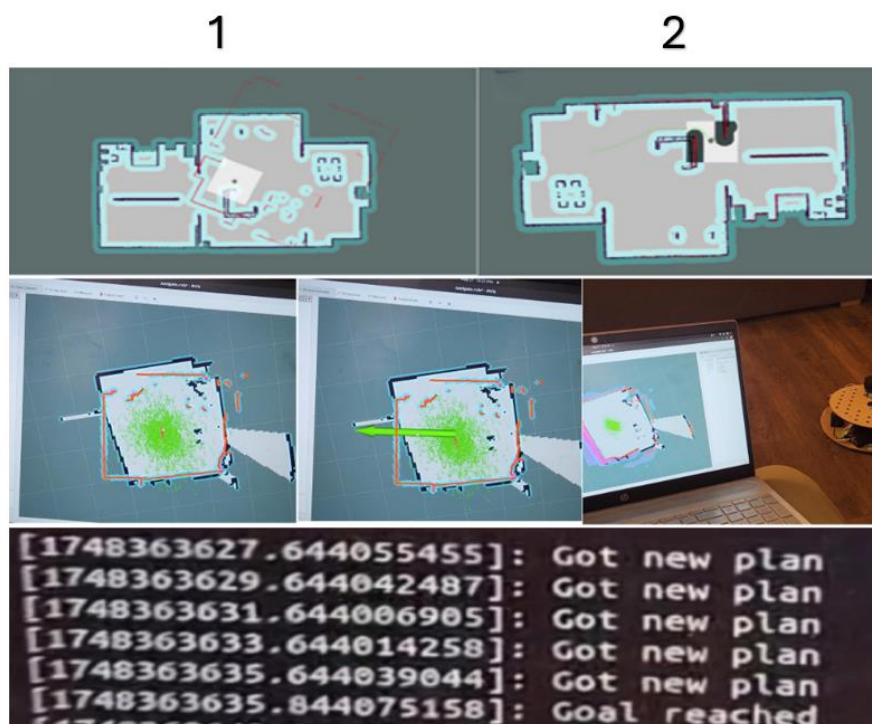 1
2
[1748363627.644055455]: Got new plan
[1748363629.644042487]: Got new plan
[1748363631.644006905]: Got new plan
[1748363633.644014258]: Got new plan
[1748363635.644039044]: Got new plan
[1748363635.844075158]: Goal reached